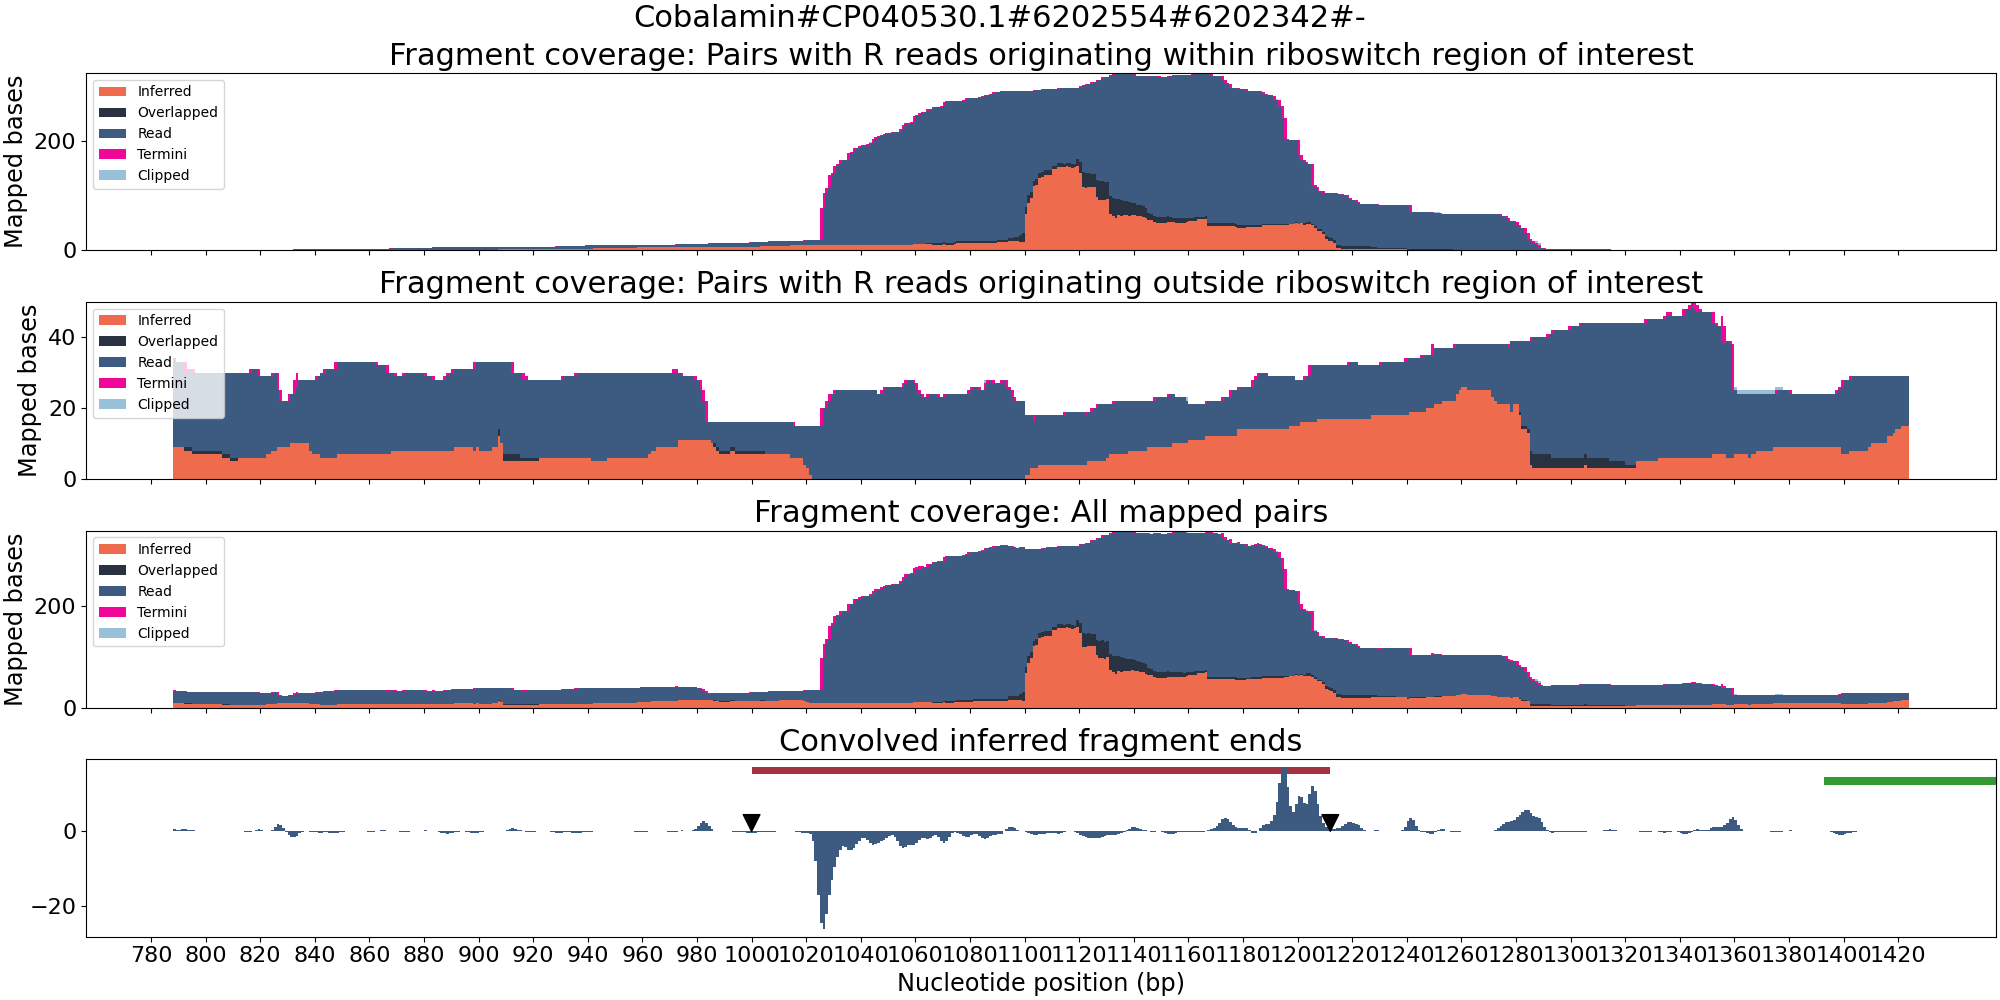 Cobalamin#CP040530.1#6202554#6202342#-
Fragment coverage: Pairs with R reads originating within riboswitch region of interest
Mapped bases
200
0
Inferred
Overlapped
Read
Termini
Clipped
Fragment coverage: Pairs with R reads originating outside riboswitch region of interest
Mapped bases
40
20
0
Inferred
Overlapped
Read
Termini
Clipped
Fragment coverage: All mapped pairs
Mapped bases
200
0
Inferred
Overlapped
Read
Termini
Clipped
Convolved inferred fragment ends
0
−20
780 800 820 840 860 880 900 920 940 960 980 1000 1020 1040 1060 1080 1100 1120 1140 1160 1180 1200 1220 1240 1260 1280 1300 1320 1340 1360 1380 1400 1420
Nucleotide position (bp)